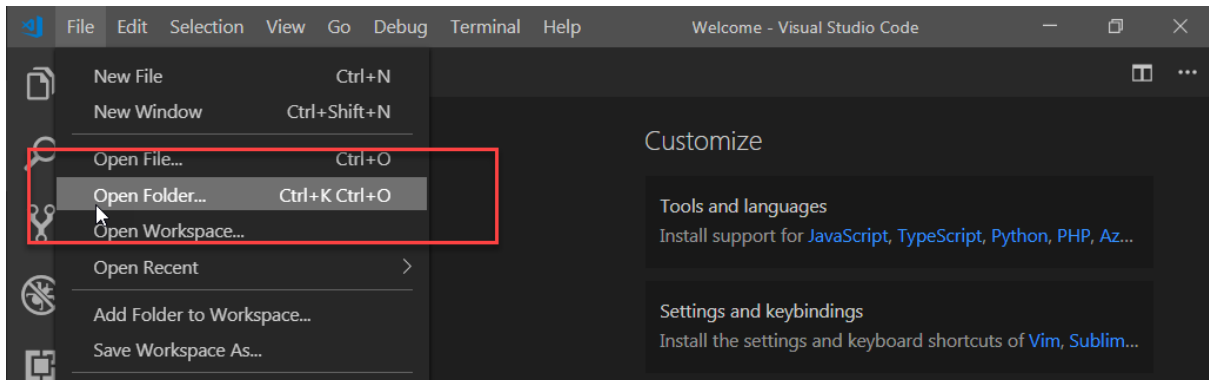 File Edit Selection View Go Debug Terminal Help Welcome - Visual Studio Code
New File Ctrl+N
New Window Ctrl+Shift+N
Open File... Ctrl+O
Open Folder... Ctrl+K Ctrl+O
Open Workspace...
Open Recent
Add Folder to Workspace...
Save Workspace As...
Customize
Tools and languages
Install support for JavaScript, TypeScript, Python, PHP, Az...
Settings and keybindings
Install the settings and keyboard shortcuts of Vim, Sublim...